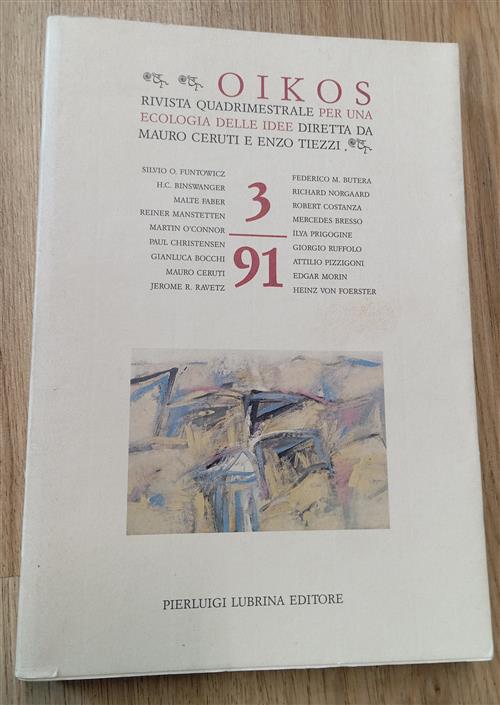 OIKOS
RIVISTA QUADRIMESTRALE PER UNA
ECOLOGIA DELLE IDEE DIRETTA DA
MAURO CERUTI E ENZO TIEZZI.
SILVIO O. FUNTOWICZ
H.C. BINSWANGER
MALTE FABER
REINER MANSTETTEN
MARTIN O'CONNOR
PAUL CHRISTENSEN
GIANLUCA BOCCHI
MAURO CERUTI
JEROME R. RAVETZ
3
91
FEDERICO M. BUTERA
RICHARD NORGAARD
ROBERT COSTANZA
MERCEDES BRESSO
ILYA PRIGOGINE
GIORGIO RUFFOLO
ATTILIO PIZZIGONI
EDGAR MORIN
HEINZ VON FOERSTER
PIERLUIGI LUBRINA EDITORE